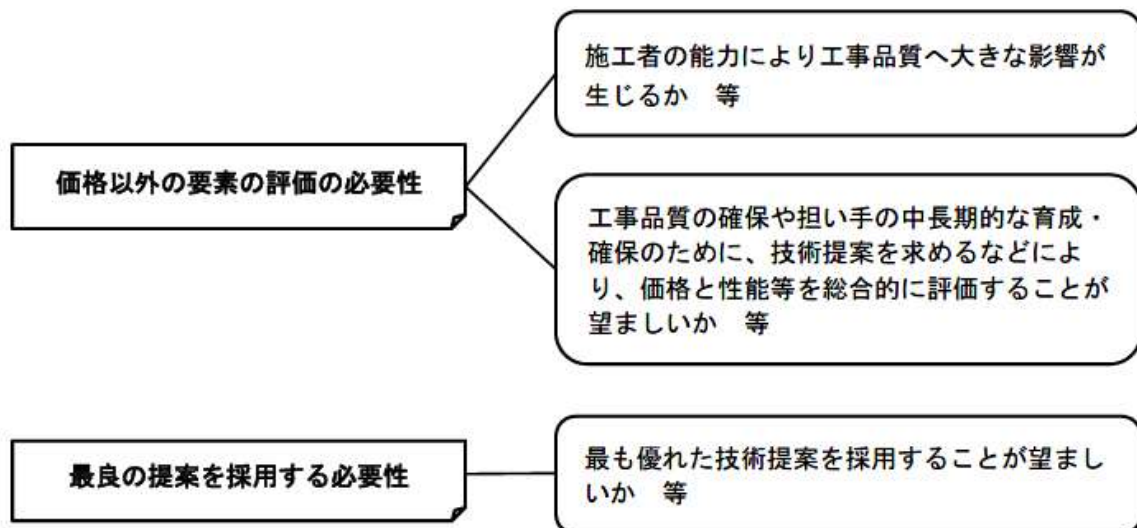 施工者の能力により工事品質へ大きな影響が
生じるか　等
価格以外の要素の評価の必要性
工事品質の確保や担い手の中長期的な育成・
確保のために、技術提案を求めるなどによ
り、価格と性能等を総合的に評価することが
望ましいか　等
最良の提案を採用する必要性
最も優れた技術提案を採用することが望まし
いか　等